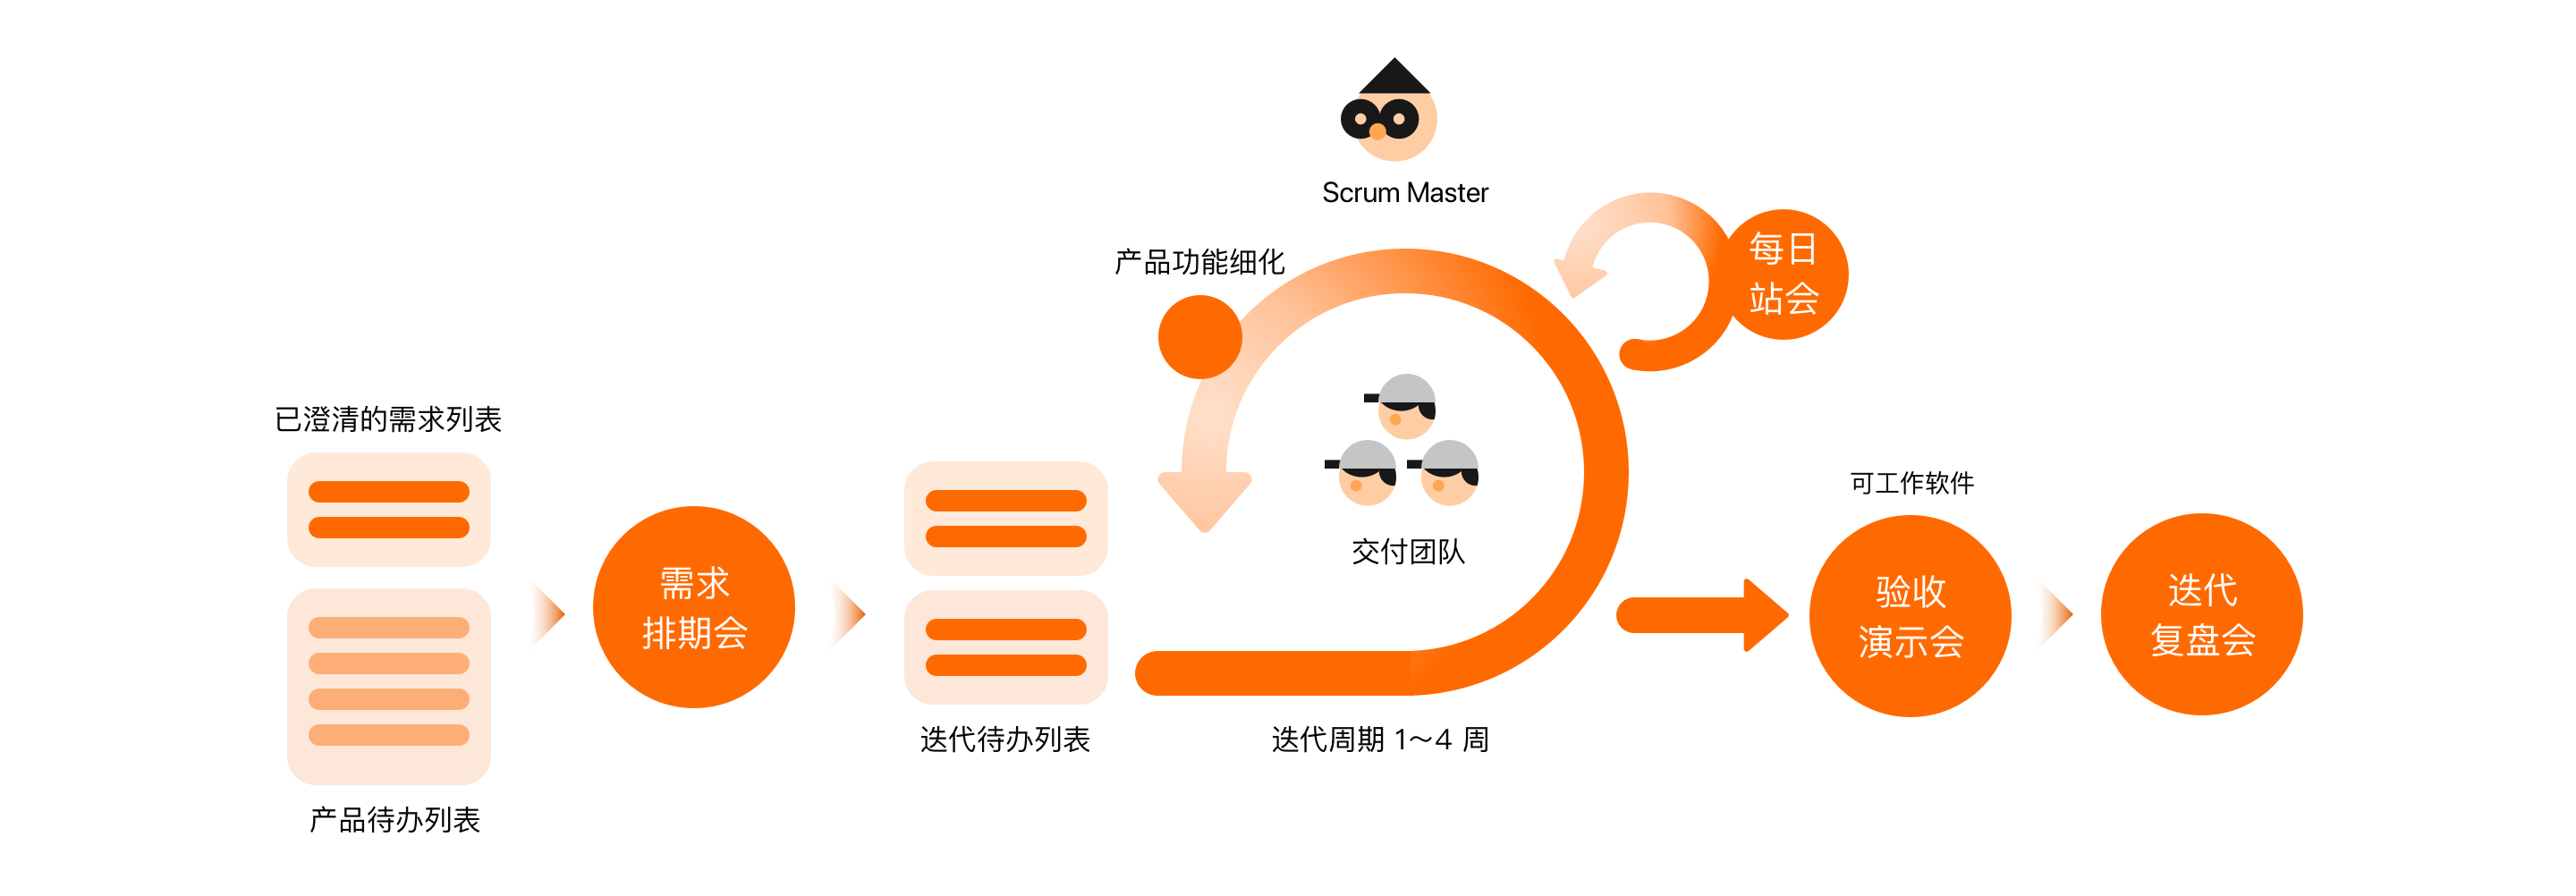 Scrum Master
产品功能细化
每日
站会
已澄清的需求列表
产品待办列表
需求
排期会
迭代待办列表
交付团队
迭代周期 1～4 周
可工作软件
验收
演示会
迭代
复盘会